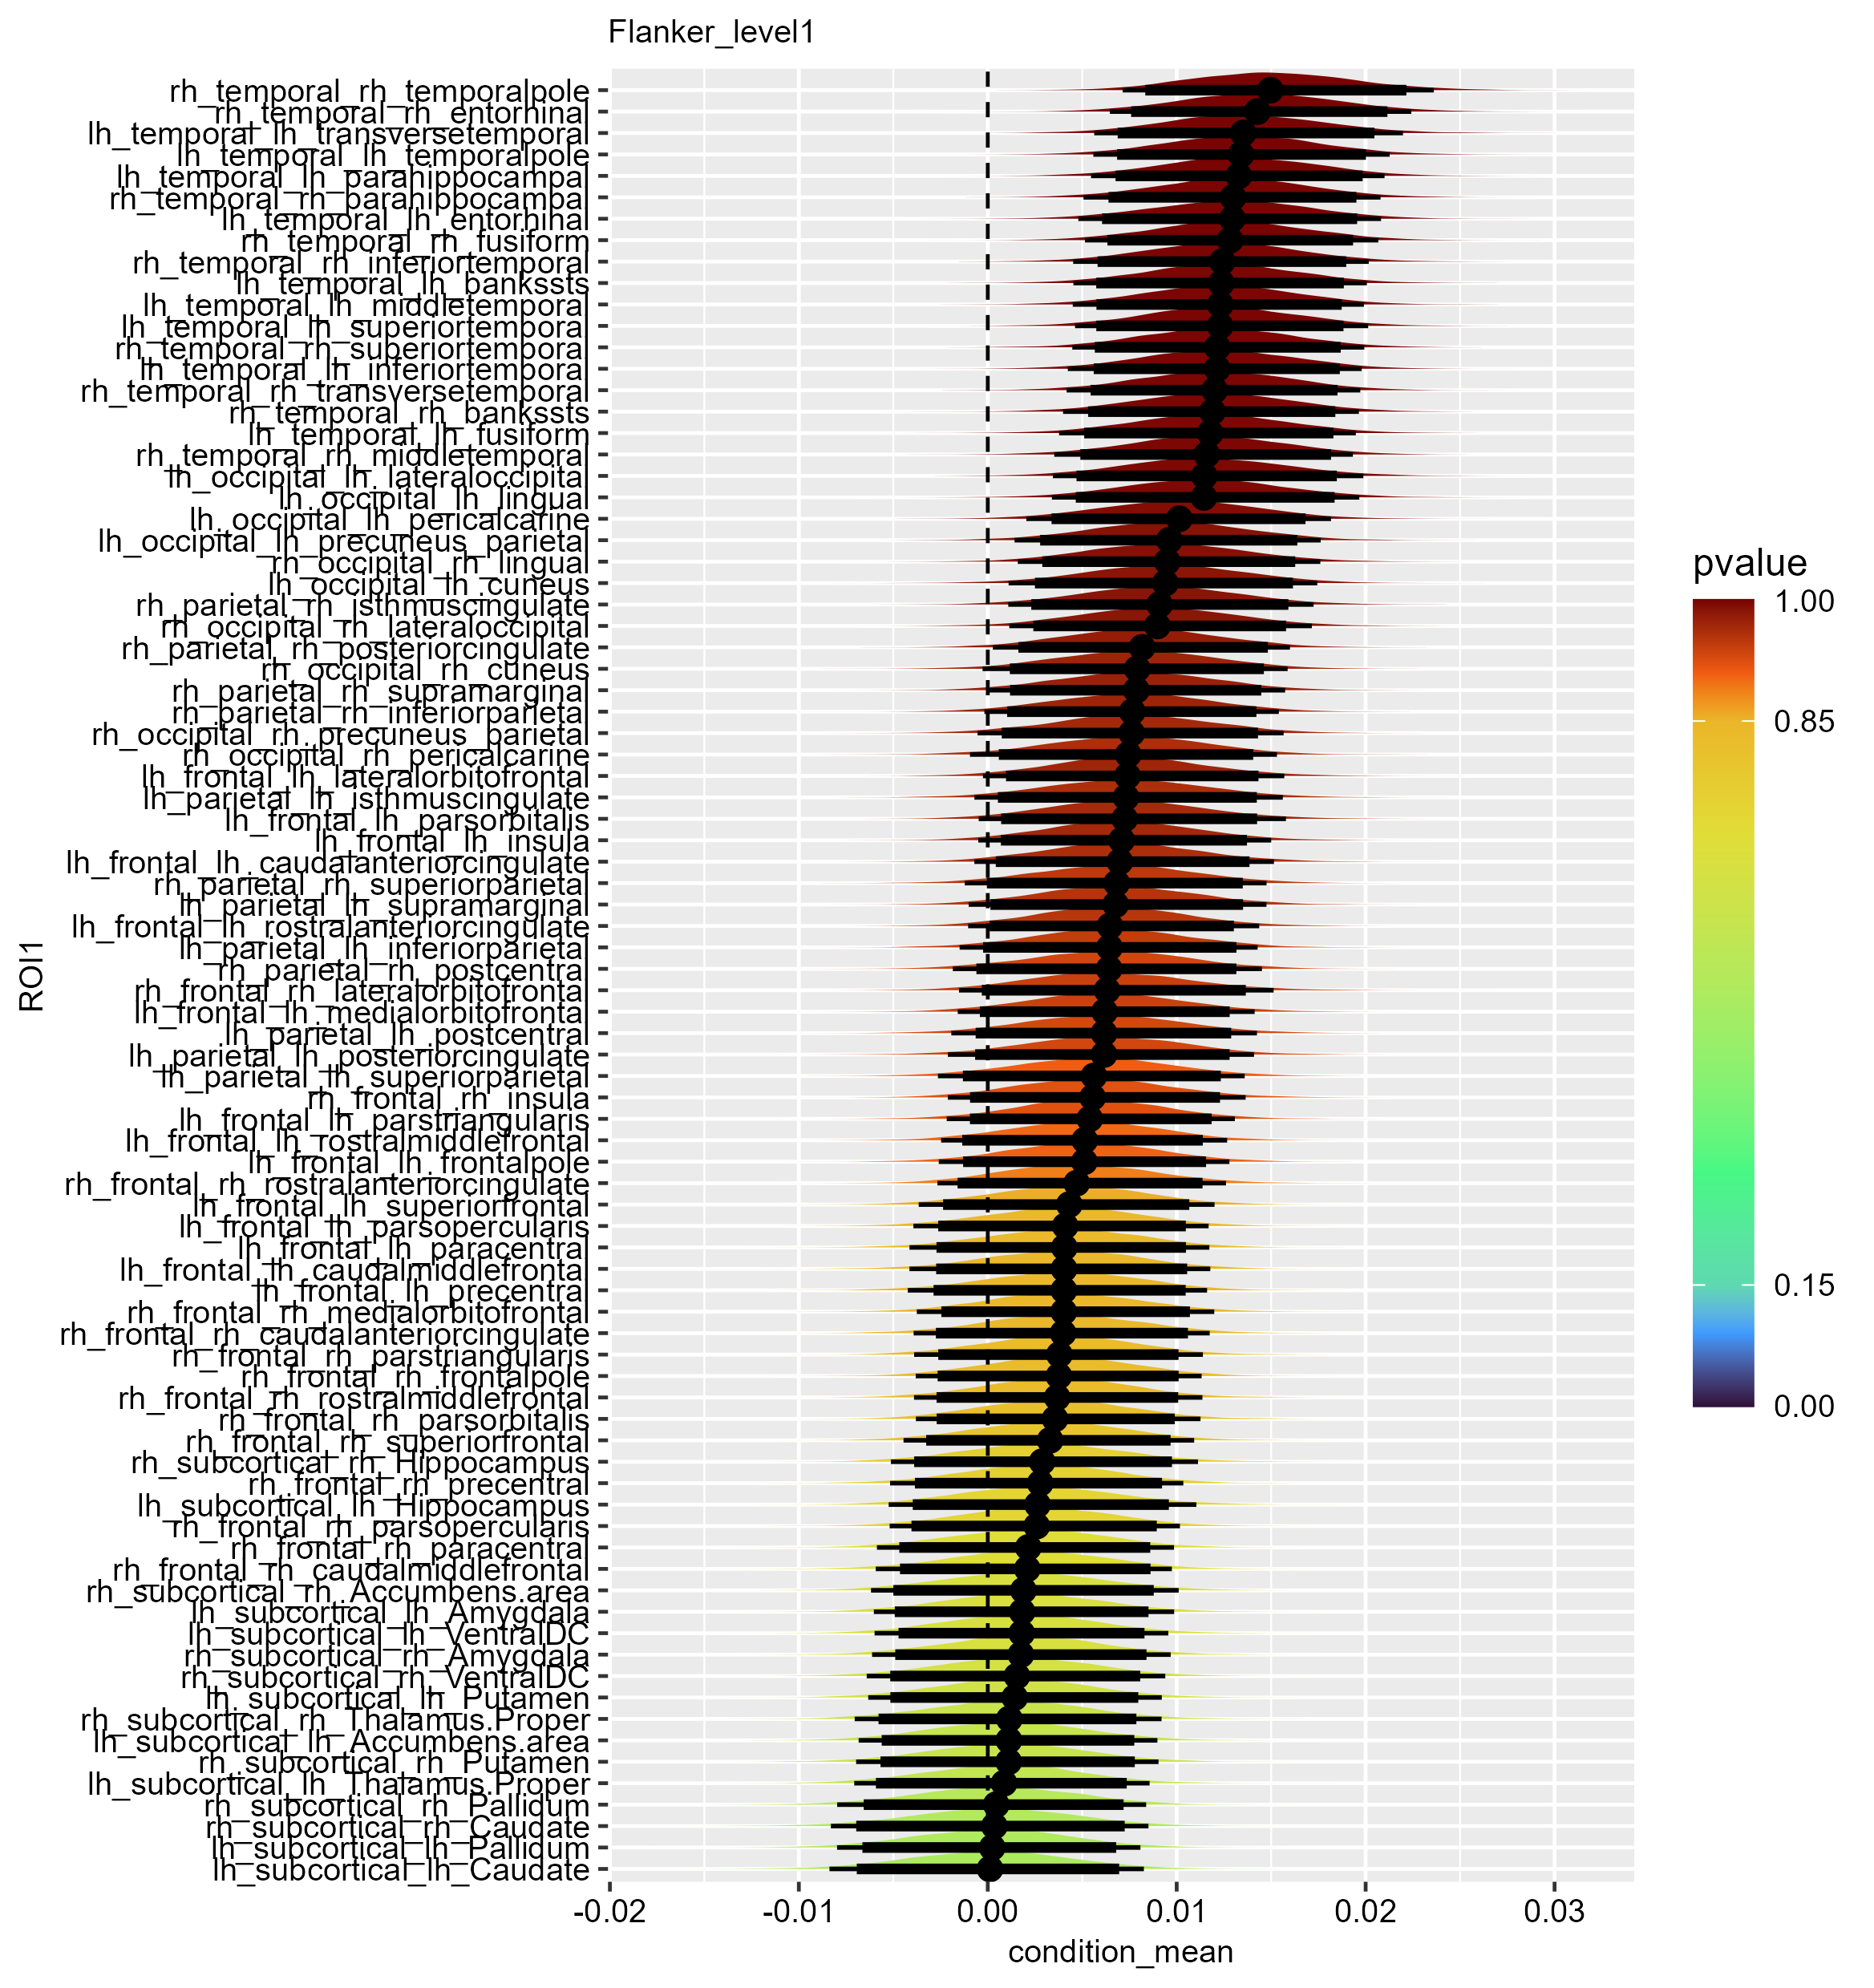 Flanker_level1
rh_temporal_rh_temporalpole
rh_temporal_rh_entorhinal
lh_temporal_lh_transversetemporal
lh_temporal_lh_temporalpole
lh_temporal_lh_parahippocampal
rh_temporal_rh_parahippocampal
lh_temporal_lh_entorhinal
rh_temporal_rh_fusiform
rh_temporal_rh_inferiortemporal
lh_temporal_lh_bankssts
lh_temporal_lh_middletemporal
lh_temporal_lh_superiortemporal
rh_temporal_rh_superiortemporal
lh_temporal_lh_inferiortemporal
rh_temporal_rh_transversetemporal
rh_temporal_rh_bankssts
lh_temporal_lh_fusiform
rh_temporal_rh_middletemporal
lh_occipital_lh_lateraloccipital
lh_occipital_lh_lingual
lh_occipital_lh_pericalcarine
lh_occipital_lh_precuneus_parietal
rh_occipital_rh_lingual
lh_occipital_lh_cuneus
rh_parietal_rh_isthmuscingulate
rh_occipital_rh_lateraloccipital
rh_parietal_rh_posteriorcingulate
rh_occipital_rh_cuneus
rh_parietal_rh_supramarginal
rh_parietal_rh_inferiorparietal
rh_occipital_rh_precuneus_parietal
rh_occipital_rh_pericalcarine
lh_frontal_lh_lateralorbitofrontal
lh_parietal_lh_isthmuscingulate
lh_frontal_lh_parsorbitalis
lh_frontal_lh_insula
lh_frontal_lh_caudalanteriorcingulate
rh_parietal_rh_superiorparietal
lh_parietal_lh_supramarginal
lh_frontal_lh_rostralanteriorcingulate
lh_parietal_lh_inferiorparietal
rh_parietal_rh_postcentral
rh_frontal_rh_lateralorbitofrontal
lh_frontal_lh_medialorbitofrontal
lh_parietal_lh_postcentral
lh_parietal_lh_posteriorcingulate
lh_parietal_lh_superiorparietal
rh_frontal_rh_insula
lh_frontal_lh_parstriangularis
lh_frontal_lh_rostralmiddlefrontal
lh_frontal_lh_frontalpole
rh_frontal_rh_rostralanteriorcingulate
lh_frontal_lh_superiorfrontal
lh_frontal_lh_parsopercularis
lh_frontal_lh_paracentral
lh_frontal_lh_caudalmiddlefrontal
lh_frontal_lh_precentral
rh_frontal_rh_medialorbitofrontal
rh_frontal_rh_caudalanteriorcingulate
rh_frontal_rh_parstriangularis
rh_frontal_rh_frontalpole
rh_frontal_rh_rostralmiddlefrontal
rh_frontal_rh_parsorbitalis
rh_frontal_rh_superiorfrontal
rh_subcortical_rh_Hippocampus
rh_frontal_rh_precentral
lh_subcortical_lh_Hippocampus
rh_frontal_rh_parsopercularis
rh_frontal_rh_paracentral
rh_frontal_rh_caudalmiddlefrontal
rh_subcortical_rh_Accumbens.area
lh_subcortical_lh_Amygdala
lh_subcortical_lh_VentralDC
rh_subcortical_rh_Amygdala
rh_subcortical_rh_VentralDC
lh_subcortical_lh_Putamen
rh_subcortical_rh_Thalamus.Proper
lh_subcortical_lh_Accumbens.area
rh_subcortical_rh_Putamen
lh_subcortical_lh_Thalamus.Proper
rh_subcortical_rh_Pallidum
rh_subcortical_rh_Caudate
lh_subcortical_lh_Pallidum
lh_subcortical_lh_Caudate
ROI1
-0.02 -0.01 0.00 0.01 0.02 0.03
condition_mean
pvalue
1.00
0.85
0.15
0.00